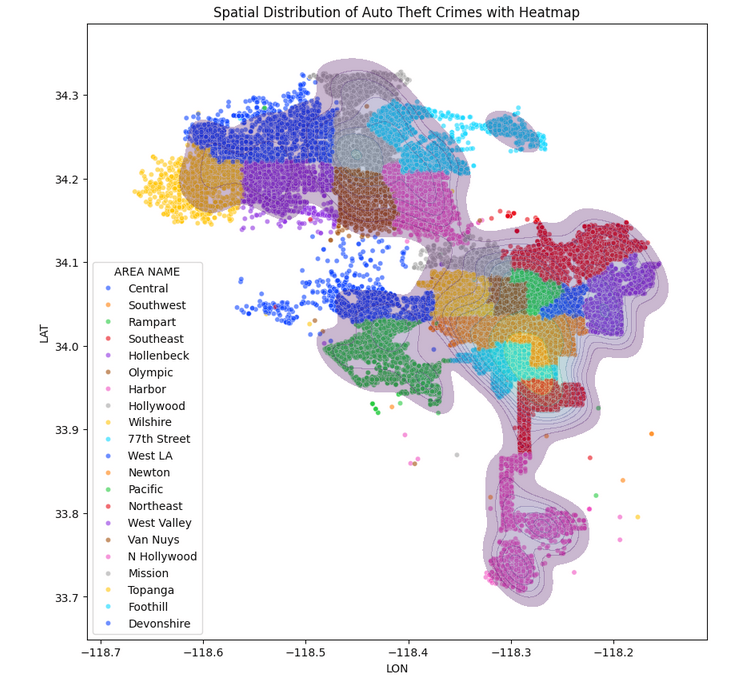 Spatial Distribution of Auto Theft Crimes with Heatmap
34.3
34.2
34.1
34.0
33.9
33.8
33.7
LAT
AREA NAME
Central
Southwest
Rampart
Southeast
Hollenbeck
Olympic
Harbor
Hollywood
Wilshire
77th Street
West LA
Newton
Pacific
Northeast
West Valley
Van Nuys
N Hollywood
Mission
Topanga
Foothill
Devonshire
−118.7 −118.6 −118.5 −118.4 −118.3 −118.2
LON